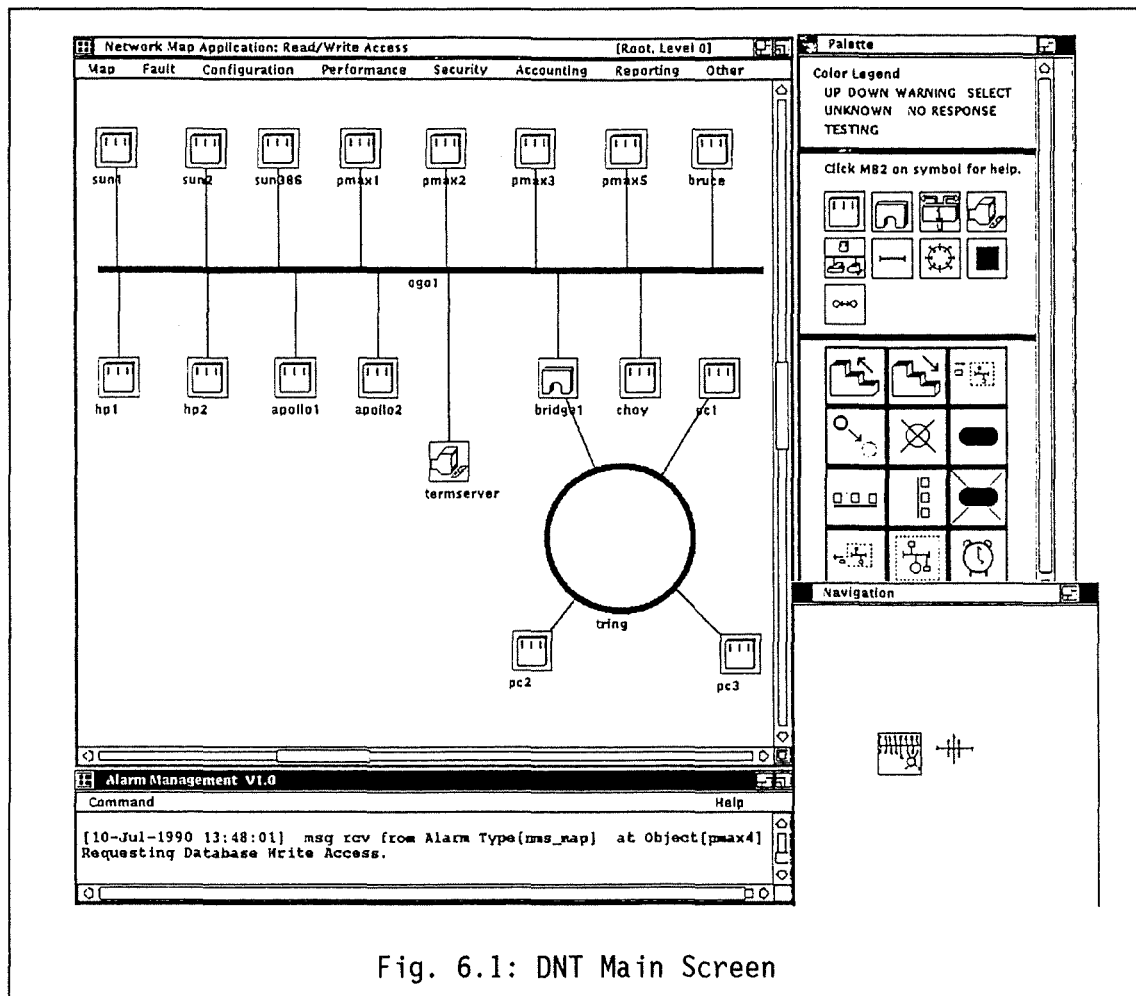 Network Map Application: Read/Write Access [Root, Level 0]
Map Fault Configuration Performance Security Accounting Reporting Other
sun1 sun2 sun386 pmax1 pmax2 pmax3 pmax5 bruce
oga1
hp1 hp2 apollo1 apollo2 bridge1 choy pc1
termserver
tring
pc2 pc3
Palette
Color Legend
UP DOWN WARNING SELECT
UNKNOWN NO RESPONSE
TESTING
Click MB2 on symbol for help.
Navigation
Alarm Management V1.0
Command Help
[10-Jul-1990 13:48:01] msg rcv from Alarm Type{nms_map} at Object[pmax4]
Requesting Database Write Access.
Fig. 6.1: DNT Main Screen